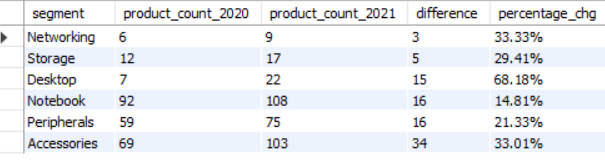 segment product_count_2020 product_count_2021 difference percentage_chg
Networking 6 9 3 33.33%
Storage 12 17 5 29.41%
Desktop 7 22 15 68.18%
Notebook 92 108 16 14.81%
Peripherals 59 75 16 21.33%
Accessories 69 103 34 33.01%